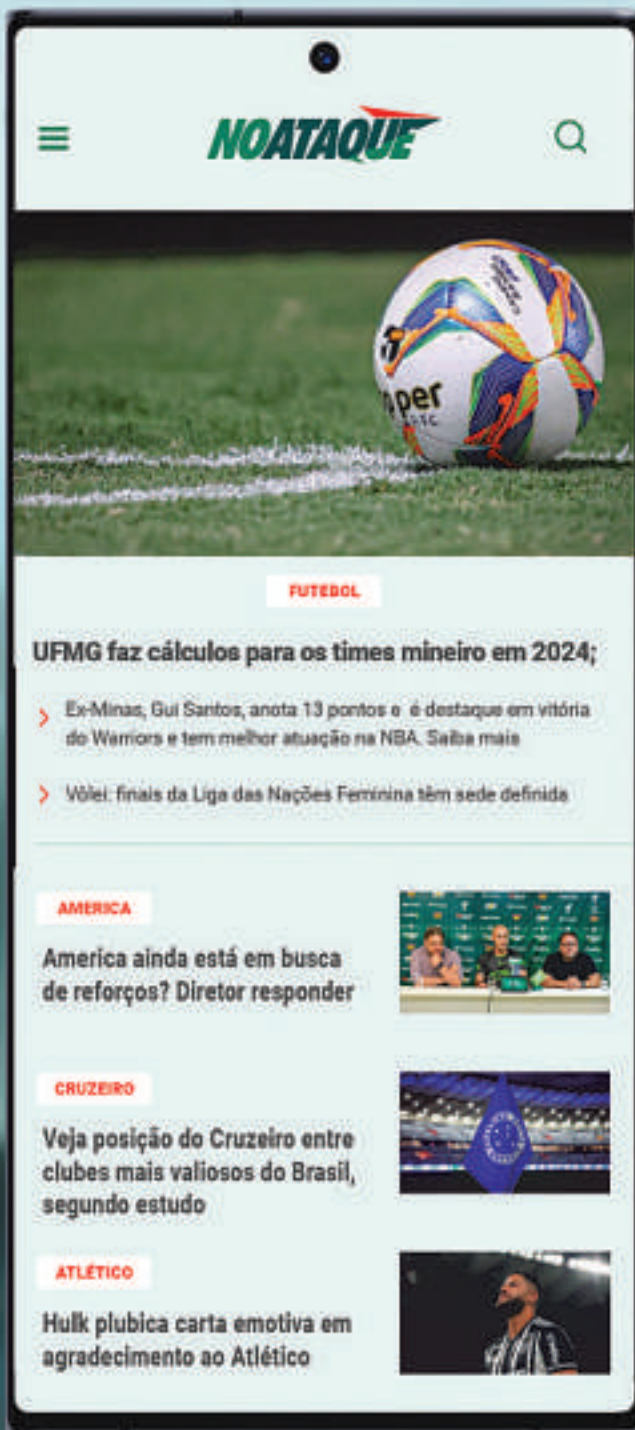 NOATAQUE
per
FUTEBOL
UFMG faz cálculos para os times mineiro em 2024;
Ex-Minas, Gui Santos, anota 13 pontos e é destaque em vitória
do Warriors e tem melhor atuação na NBA. Saiba mais
Vôlei: finais da Liga das Nações Feminina têm sede definida
AMERICA
America ainda está em busca
de reforços? Diretor responder
CRUZEIRO
Veja posição do Cruzeiro entre
clubes mais valiosos do Brasil,
segundo estudo
ATLÉTICO
Hulk plubica carta emotiva em
agradecimento ao Atlético